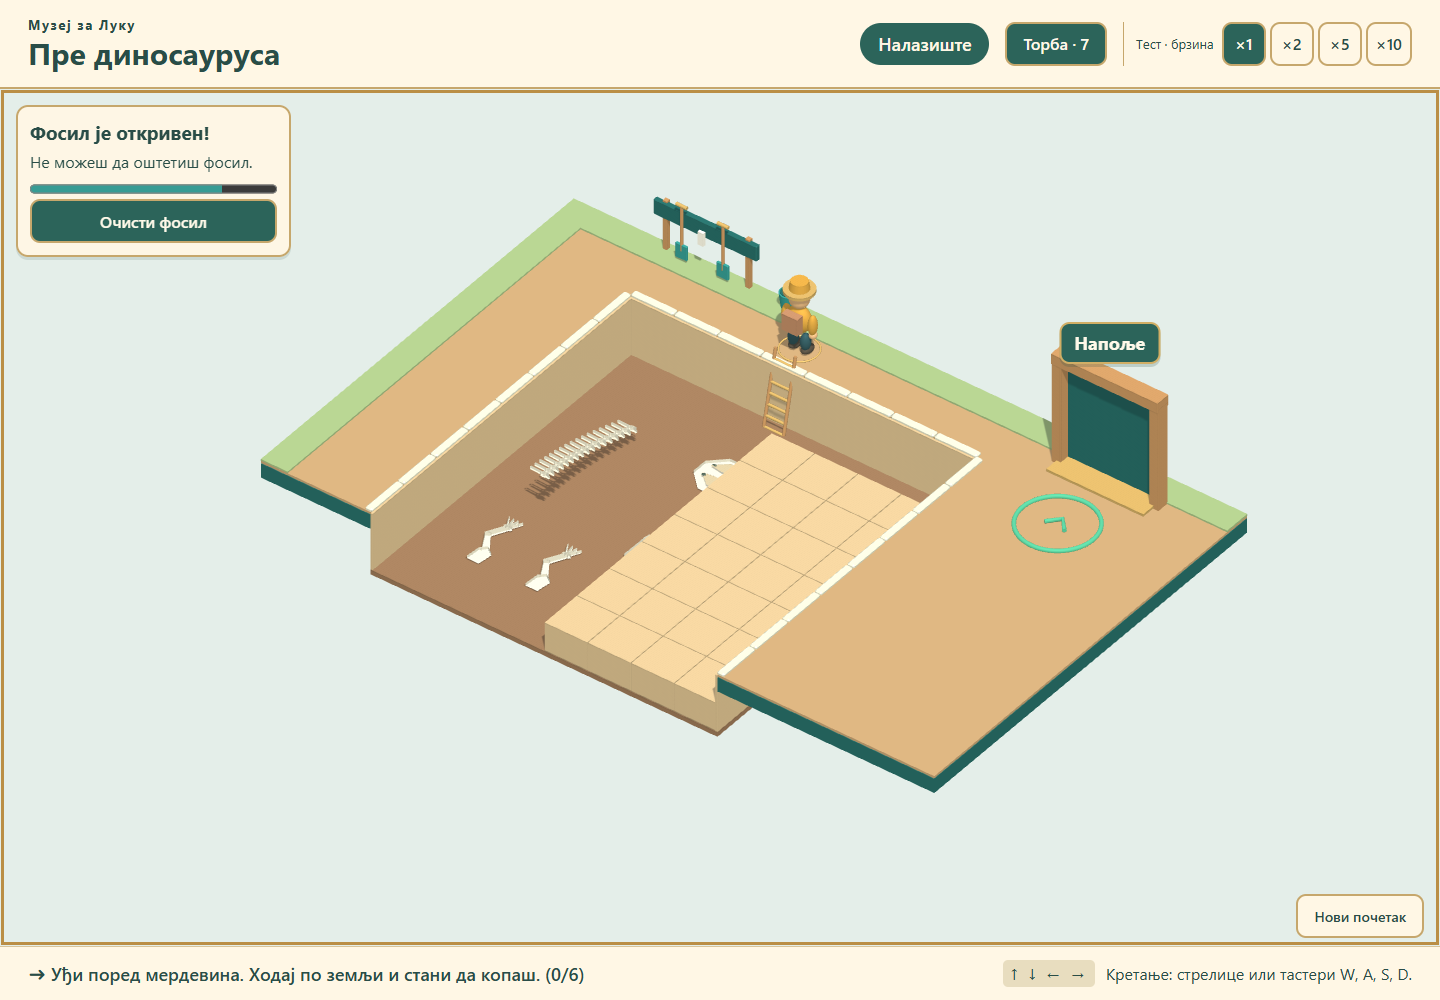 Музеј за Луку
Пре диносауруса
Налазиште
Торба · 7
Тест · брзина
×1
×2
×5
×10
Фосил је откривен!
Не можеш да оштетиш фосил.
Очисти фосил
Напоље
Нови почетак
→ Уђи поред мердевина. Ходај по земљи и стани да копаш. (0/6)
↑ ↓ ← →
Кретање: стрелице или тастери W, A, S, D.